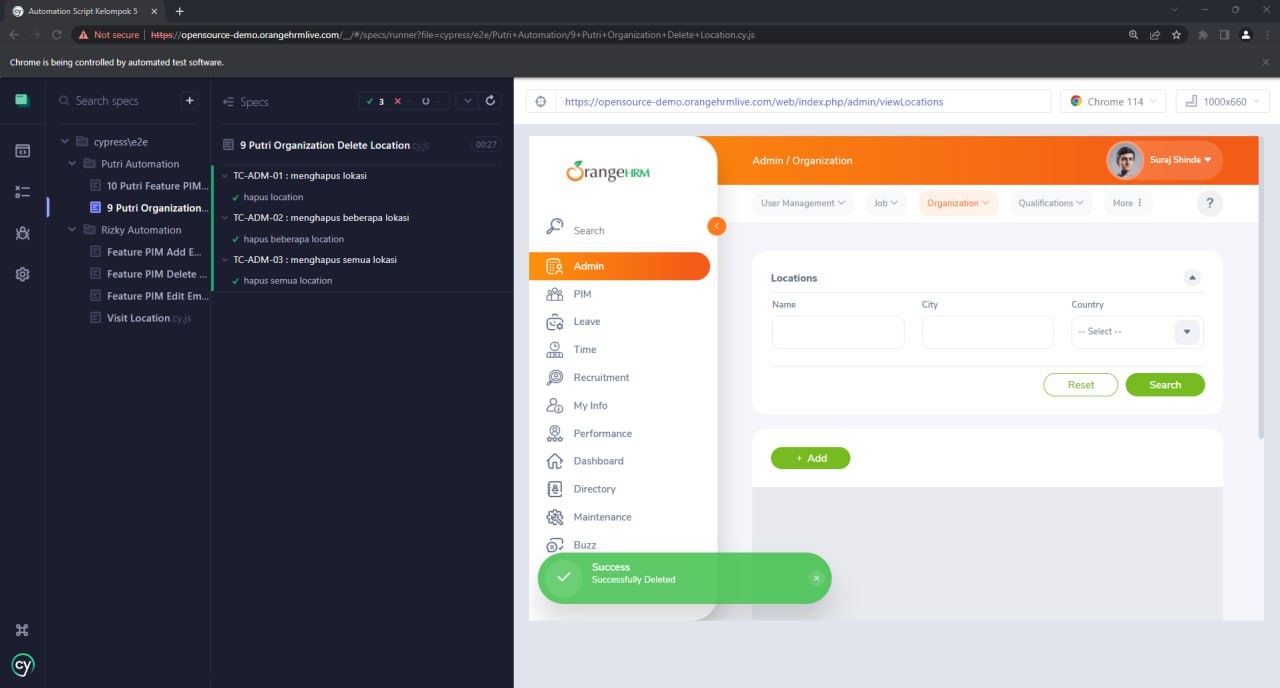 Automation Script Kelompok 5
Not secure
https://opensource-demo.orangehrmlive.com/__/#/specs/runner?file=cypress/e2e/Putri+Automation/9+Putri+Organization+Delete+Location.cy.js
Chrome is being controlled by automated test software.
Search specs
cypress\e2e
Putri Automation
10 Putri Feature PIM...
9 Putri Organization...
Rizky Automation
Feature PIM Add E...
Feature PIM Delete ...
Feature PIM Edit Em...
Visit Location.cy.js
cy
Specs
3 -- --
9 Putri Organization Delete Location.cy.js 00:27
TC-ADM-01 : menghapus lokasi
hapus location
TC-ADM-02 : menghapus beberapa lokasi
hapus beberapa location
TC-ADM-03 : menghapus semua lokasi
hapus semua location
https://opensource-demo.orangehrmlive.com/web/index.php/admin/viewLocations
Chrome 114
1000x660
OrangeHRM
Search
Admin
PIM
Leave
Time
Recruitment
My Info
Performance
Dashboard
Directory
Maintenance
Buzz
Admin / Organization
Suraj Shinde
User Management
Job
Organization
Qualifications
More
?
Locations
Name
City
Country
-- Select --
Reset
Search
+ Add
Success
Successfully Deleted